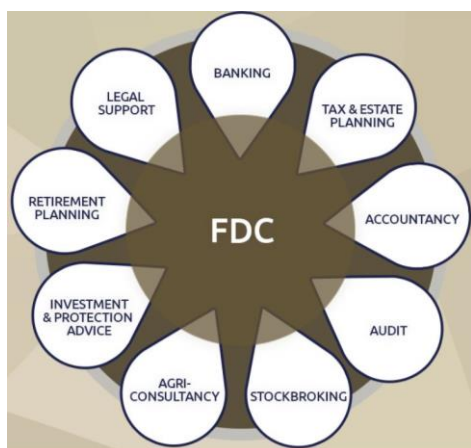 BANKING
TAX & ESTATE
PLANNING
ACCOUNTANCY
AUDIT
STOCKBROKING
AGRI-
CONSULTANCY
INVESTMENT
& PROTECTION
ADVICE
RETIREMENT
PLANNING
LEGAL
SUPPORT
FDC